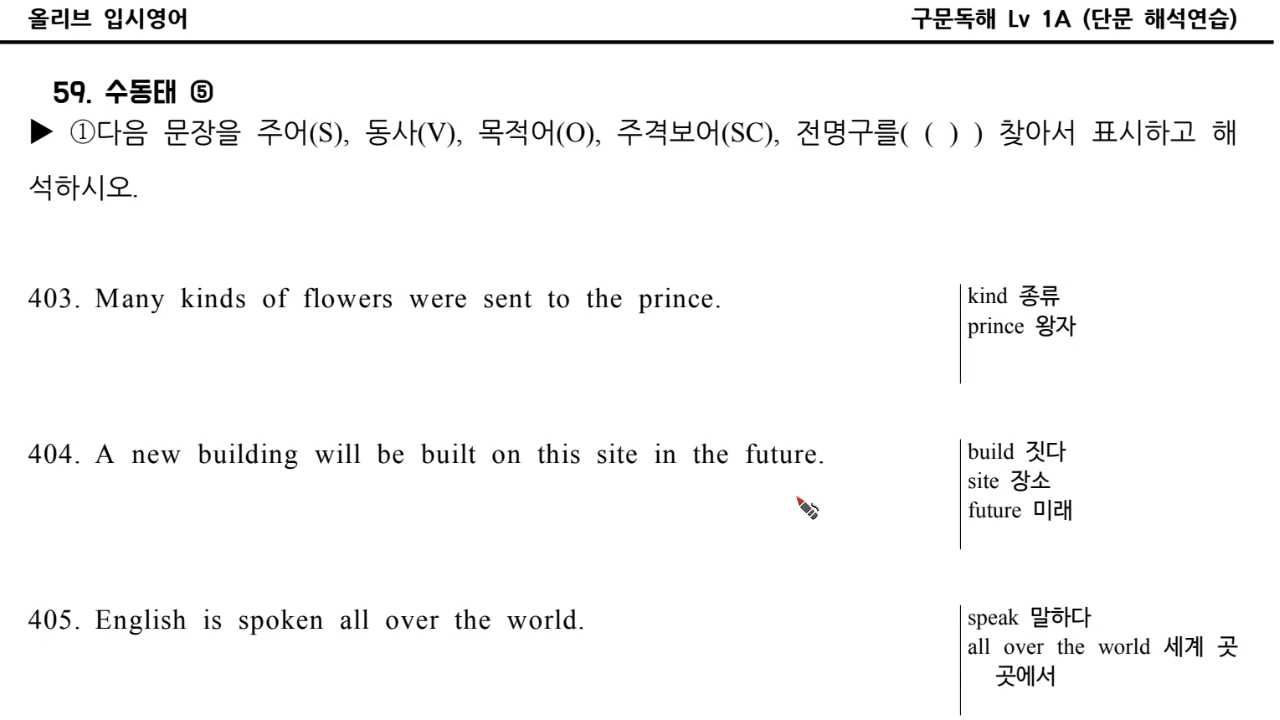 올리브 입시영어 구문독해 Lv 1A (단문 해석연습)
59. 수동태 ⑤
▶ ①다음 문장을 주어(S), 동사(V), 목적어(O), 주격보어(SC), 전명구를( ( ) ) 찾아서 표시하고 해
석하시오.
403. Many kinds of flowers were sent to the prince.
kind 종류
prince 왕자
404. A new building will be built on this site in the future.
build 짓다
site 장소
future 미래
405. English is spoken all over the world.
speak 말하다
all over the world 세계 곳
곳에서